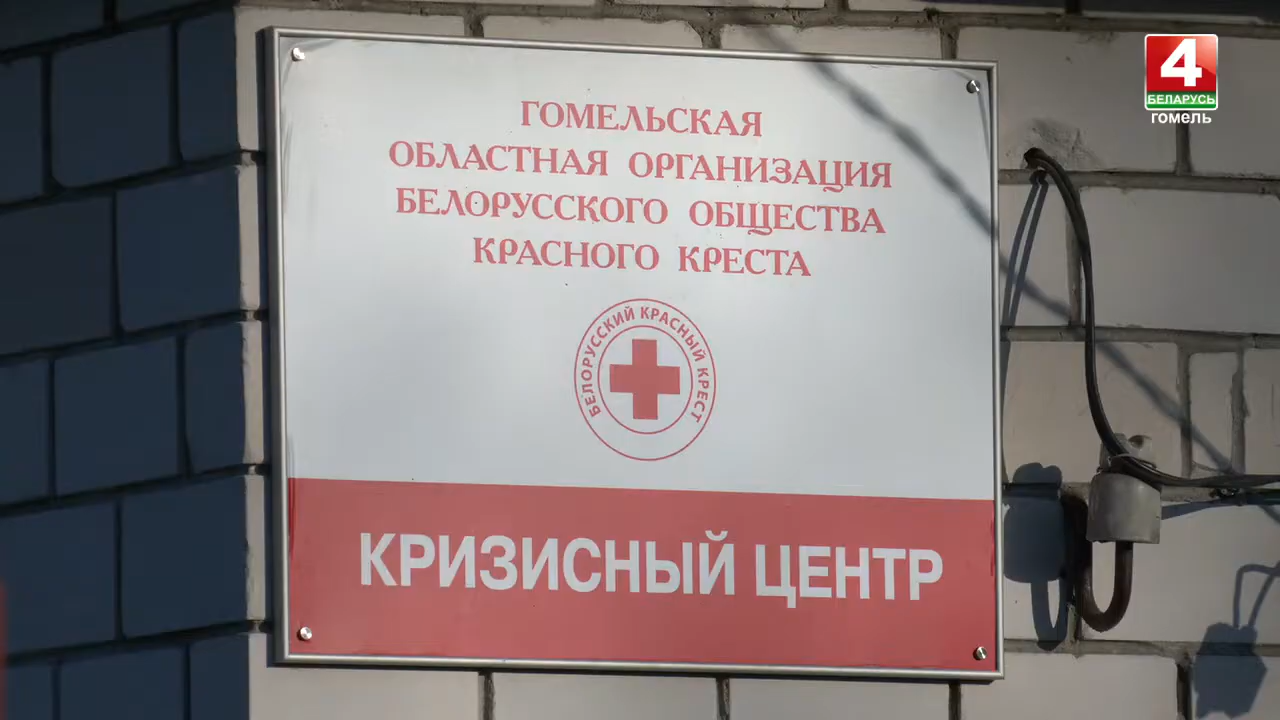 ГОМЕЛЬСКАЯ
ОБЛАСТНАЯ ОРГАНИЗАЦИЯ
БЕЛОРУССКОГО ОБЩЕСТВА
КРАСНОГО КРЕСТА
БЕЛОРУССКИЙ КРАСНЫЙ КРЕСТ
КРИЗИСНЫЙ ЦЕНТР
4
БЕЛАРУСЬ
ГОМЕЛЬ